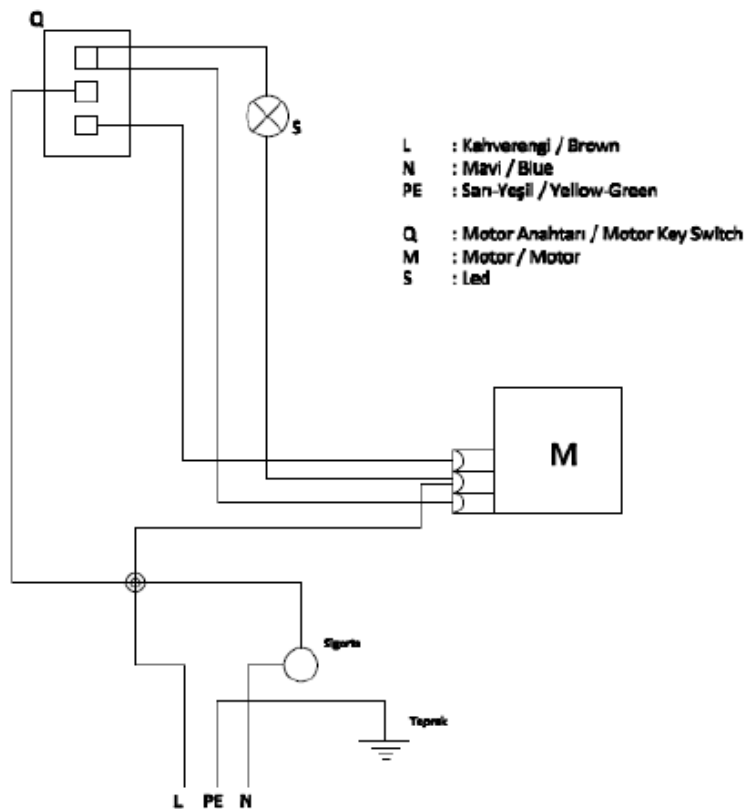 Q
S
L : Kahverengi / Brown
N : Mavi / Blue
PE : Sarı-Yeşil / Yellow-Green
Q : Motor Anahtarı / Motor Key Switch
M : Motor / Motor
S : Led
M
Sigorta
Toprak
L PE N